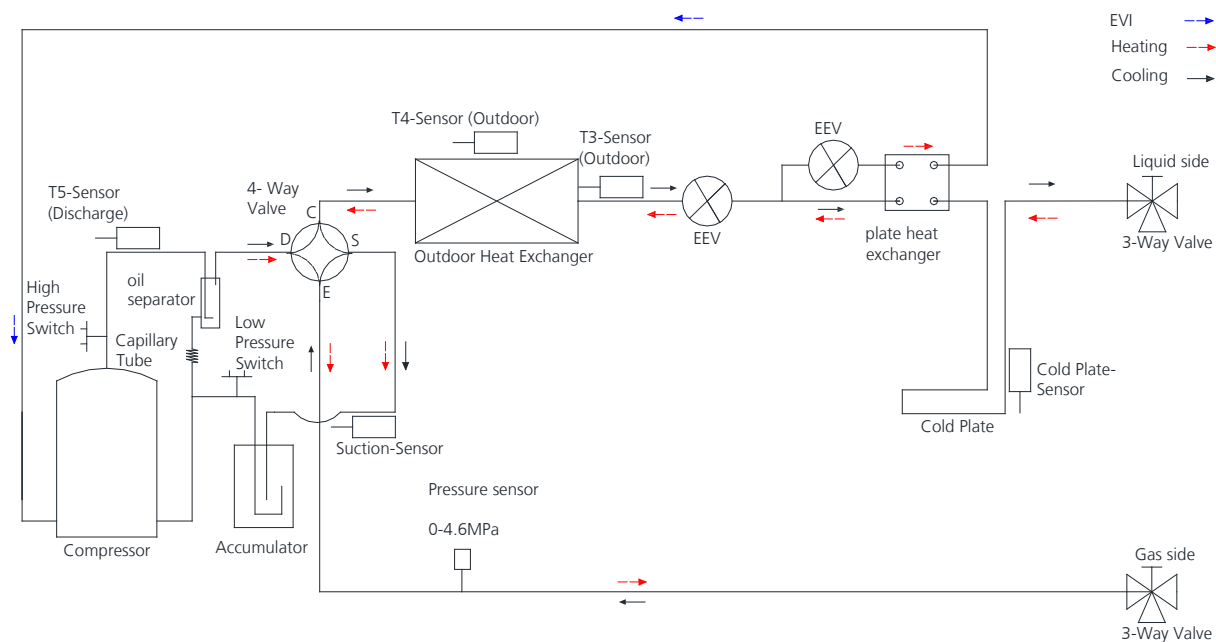 EVI
Heating
Cooling
T4-Sensor (Outdoor)
T3-Sensor
(Outdoor)
EEV
Liquid side
T5-Sensor
(Discharge)
4- Way
Valve
C
D
S
E
EEV
plate heat
exchanger
3-Way Valve
Outdoor Heat Exchanger
High
Pressure
Switch
oil
separator
Capillary
Tube
Low
Pressure
Switch
Cold Plate-
Sensor
Cold Plate
Suction-Sensor
Pressure sensor
0-4.6MPa
Compressor
Accumulator
Gas side
3-Way Valve